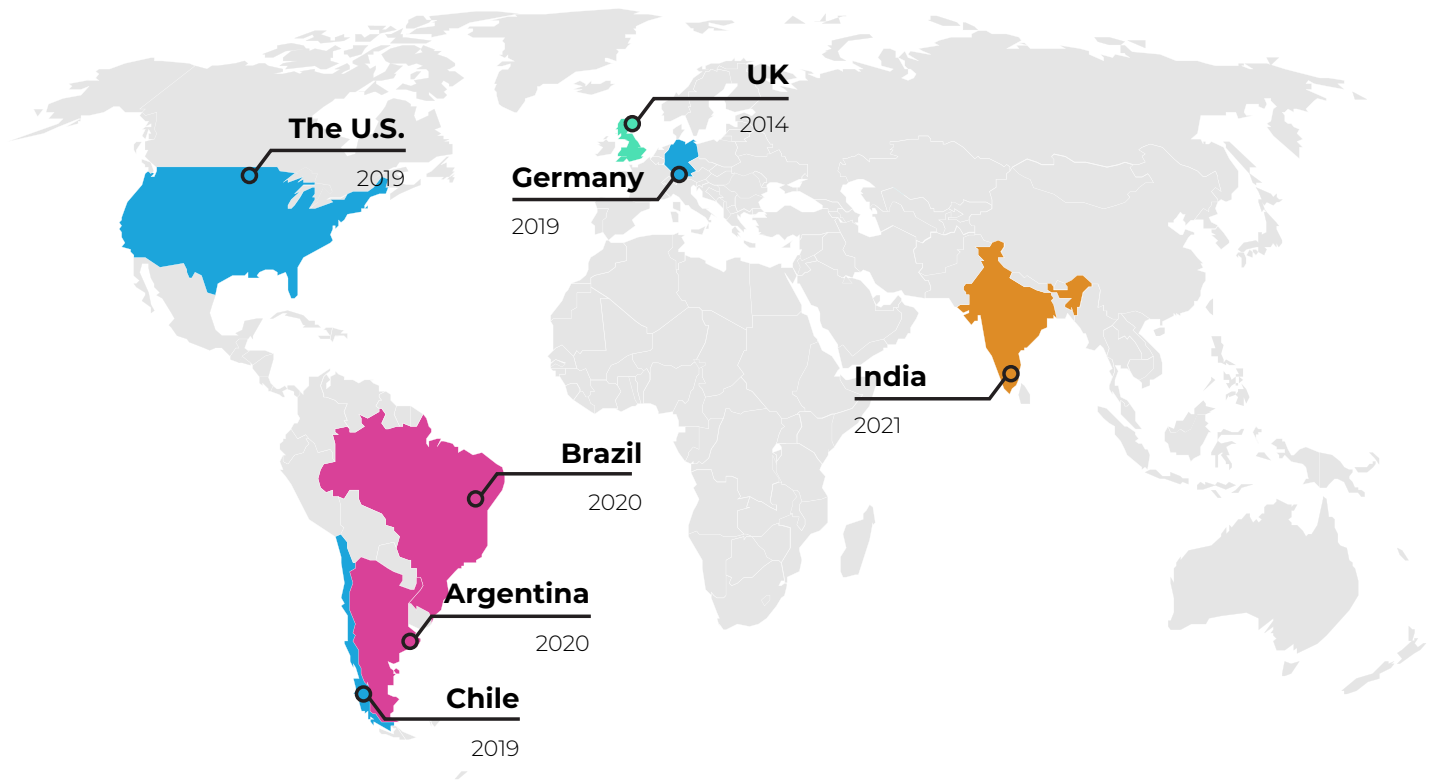 UK
2014
The U.S.
2019
Germany
2019
India
2021
Brazil
2020
Argentina
2020
Chile
2019